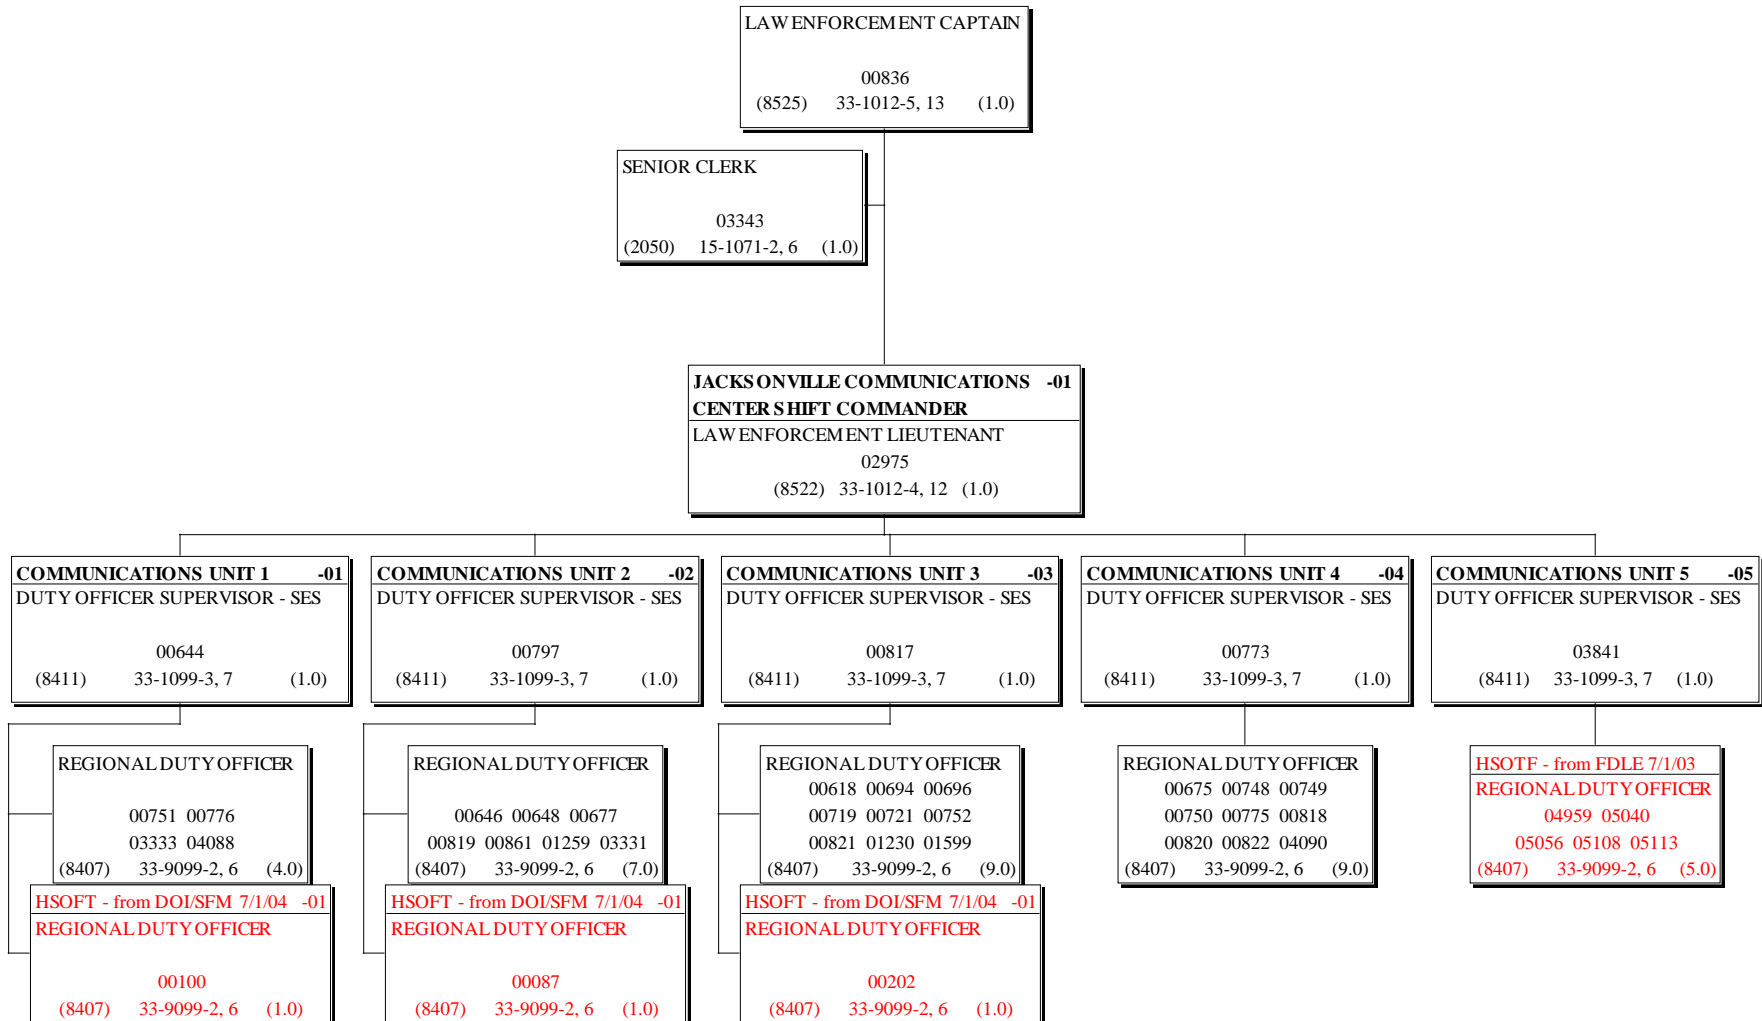 LAW ENFORCEMENT CAPTAIN
00836
(8525) 33-1012-5, 13 (1.0)
SENIOR CLERK
03343
(2050) 15-1071-2, 6 (1.0)
JACKSONVILLE COMMUNICATIONS -01
CENTER SHIFT COMMANDER
LAW ENFORCEMENT LIEUTENANT
02975
(8522) 33-1012-4, 12 (1.0)
COMMUNICATIONS UNIT 1 -01
DUTY OFFICER SUPERVISOR - SES
00644
(8411) 33-1099-3, 7 (1.0)
COMMUNICATIONS UNIT 2 -02
DUTY OFFICER SUPERVISOR - SES
00797
(8411) 33-1099-3, 7 (1.0)
COMMUNICATIONS UNIT 3 -03
DUTY OFFICER SUPERVISOR - SES
00817
(8411) 33-1099-3, 7 (1.0)
COMMUNICATIONS UNIT 4 -04
DUTY OFFICER SUPERVISOR - SES
00773
(8411) 33-1099-3, 7 (1.0)
COMMUNICATIONS UNIT 5 -05
DUTY OFFICER SUPERVISOR - SES
03841
(8411) 33-1099-3, 7 (1.0)
REGIONAL DUTY OFFICER
00751 00776
03333 04088
(8407) 33-9099-2, 6 (4.0)
REGIONAL DUTY OFFICER
00646 00648 00677
00819 00861 01259 03331
(8407) 33-9099-2, 6 (7.0)
REGIONAL DUTY OFFICER
00618 00694 00696
00719 00721 00752
00821 01230 01599
(8407) 33-9099-2, 6 (9.0)
REGIONAL DUTY OFFICER
00675 00748 00749
00750 00775 00818
00820 00822 04090
(8407) 33-9099-2, 6 (9.0)
HSOTF - from FDLE 7/1/03
REGIONAL DUTY OFFICER
04959 05040
05056 05108 05113
(8407) 33-9099-2, 6 (5.0)
HSOFT - from DOI/SFM 7/1/04 -01
REGIONAL DUTY OFFICER
00100
(8407) 33-9099-2, 6 (1.0)
HSOFT - from DOI/SFM 7/1/04 -01
REGIONAL DUTY OFFICER
00087
(8407) 33-9099-2, 6 (1.0)
HSOFT - from DOI/SFM 7/1/04 -01
REGIONAL DUTY OFFICER
00202
(8407) 33-9099-2, 6 (1.0)